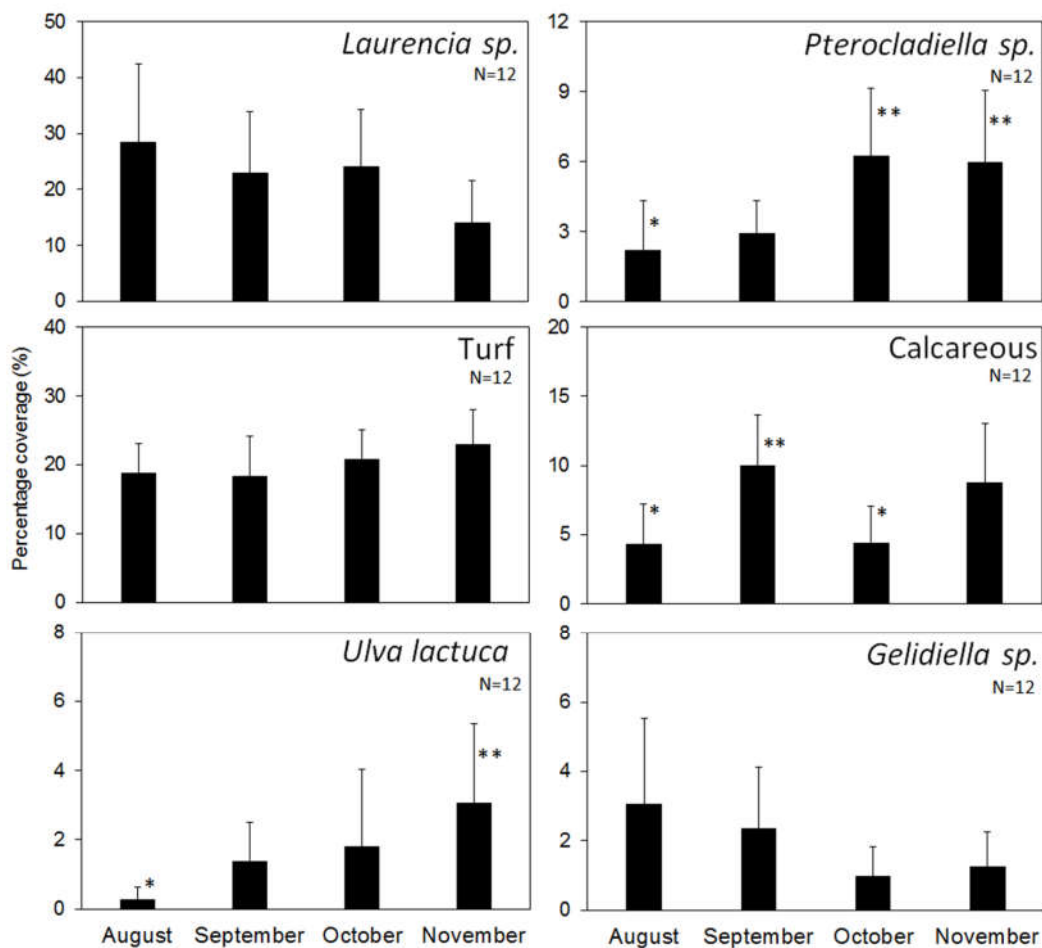 Percentage coverage (%)
50
40
30
20
10
0
Laurencia sp.
N=12
12
9
6
3
0
Pterocladiella sp.
N=12
*
**
**
40
30
20
10
0
Turf
N=12
20
15
10
5
0
Calcareous
N=12
*
**
*
8
6
4
2
0
Ulva lactuca
N=12
*
**
August September October November
8
6
4
2
0
Gelidiella sp.
N=12
August September October November